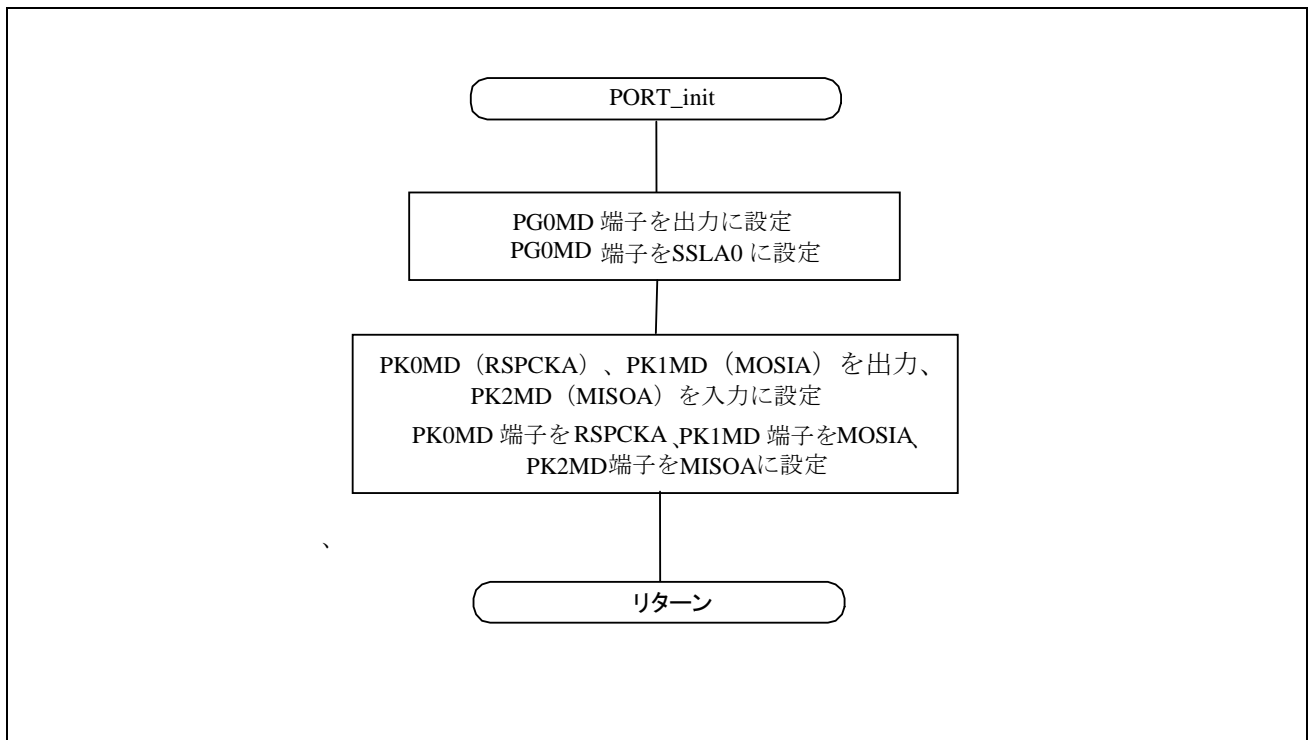 PORT_init
PG0MD 端子を出力に設定
PG0MD 端子をSSLA0 に設定
PK0MD（RSPCKA）、PK1MD（MOSIA）を出力、
PK2MD（MISOA）を入力に設定
PK0MD 端子をRSPCKA、PK1MD 端子をMOSIA、
PK2MD端子をMISOAに設定
、
リターン